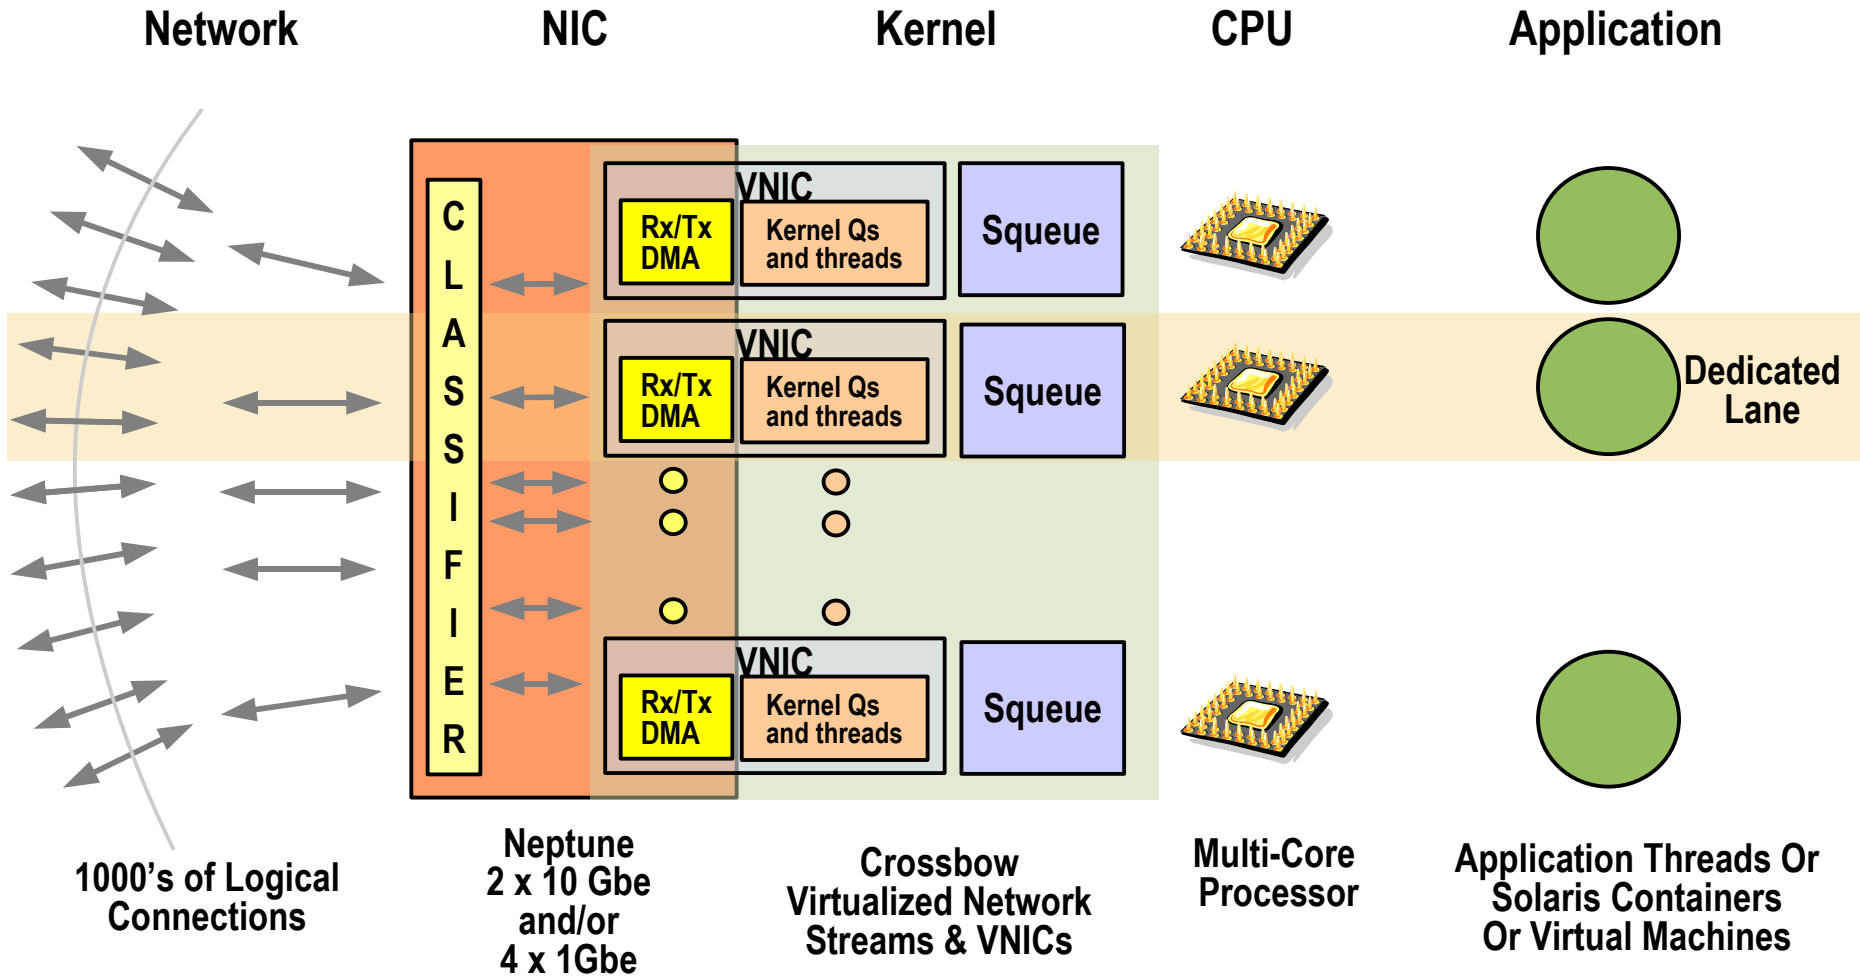 Network
NIC
Kernel
CPU
Application
C
L
A
S
S
I
F
I
E
R
VNIC
Rx/Tx
DMA
Kernel Qs
and threads
Squeue
VNIC
Rx/Tx
DMA
Kernel Qs
and threads
Squeue
Dedicated
Lane
VNIC
Rx/Tx
DMA
Kernel Qs
and threads
Squeue
1000’s of Logical
Connections
Neptune
2 x 10 Gbe
and/or
4 x 1Gbe
Crossbow
Virtualized Network
Streams & VNICs
Multi-Core
Processor
Application Threads Or
Solaris Containers
Or Virtual Machines